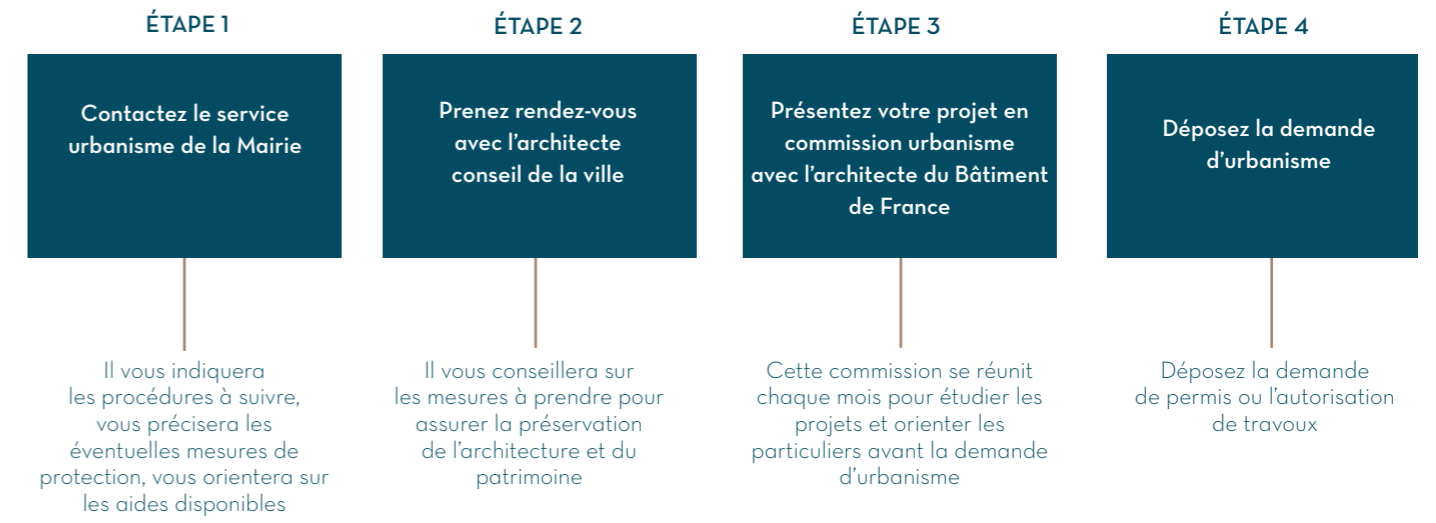 ÉTAPE 1
Contactez le service
urbanisme de la Mairie
Il vous indiquera
les procédures à suivre,
vous précisera les
éventuelles mesures de
protection, vous orientera sur
les aides disponibles
ÉTAPE 2
Prenez rendez-vous
avec l'architecte
conseil de la ville
Il vous conseillera sur
les mesures à prendre pour
assurer la préservation
de l'architecture et du
patrimoine
ÉTAPE 3
Présentez votre projet en
commission urbanisme
avec l'architecte du Bâtiment
de France
Cette commission se réunit
chaque mois pour étudier les
projets et orienter les
particuliers avant la demande
d'urbanisme
ÉTAPE 4
Déposez la demande
d'urbanisme
Déposez la demande
de permis ou l'autorisation
de travoux